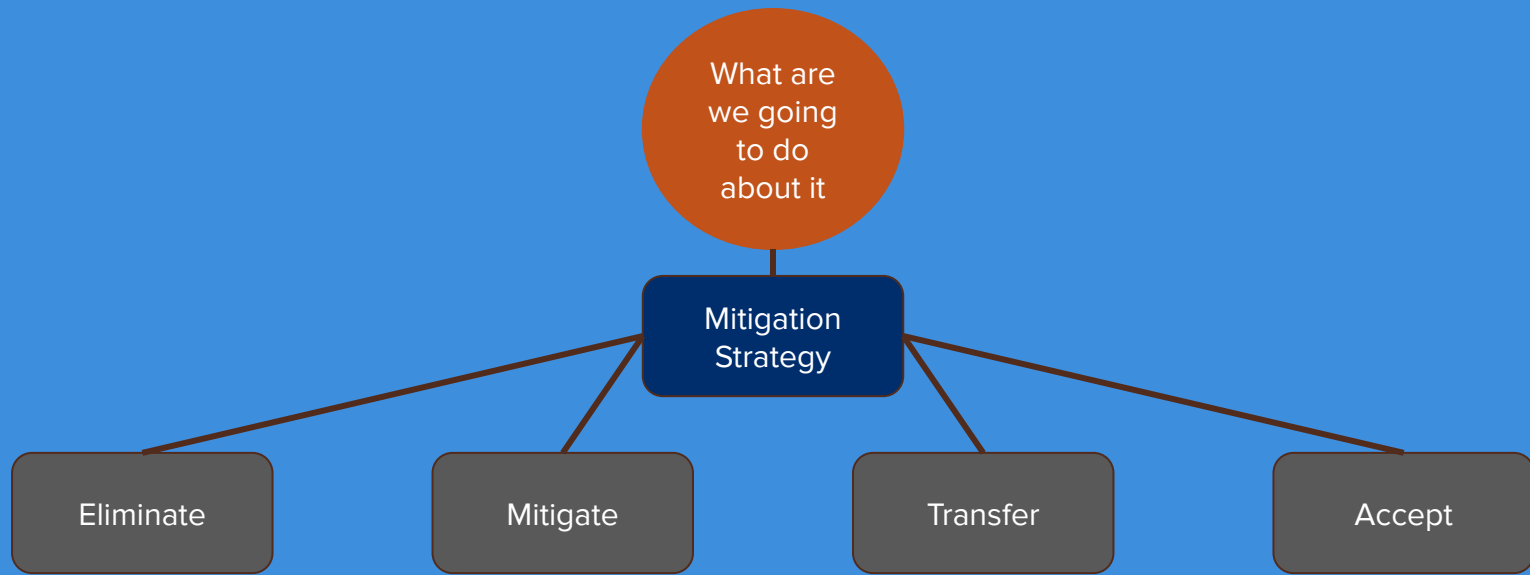 What are
we going
to do
about it
Mitigation
Strategy
Eliminate
Mitigate
Transfer
Accept